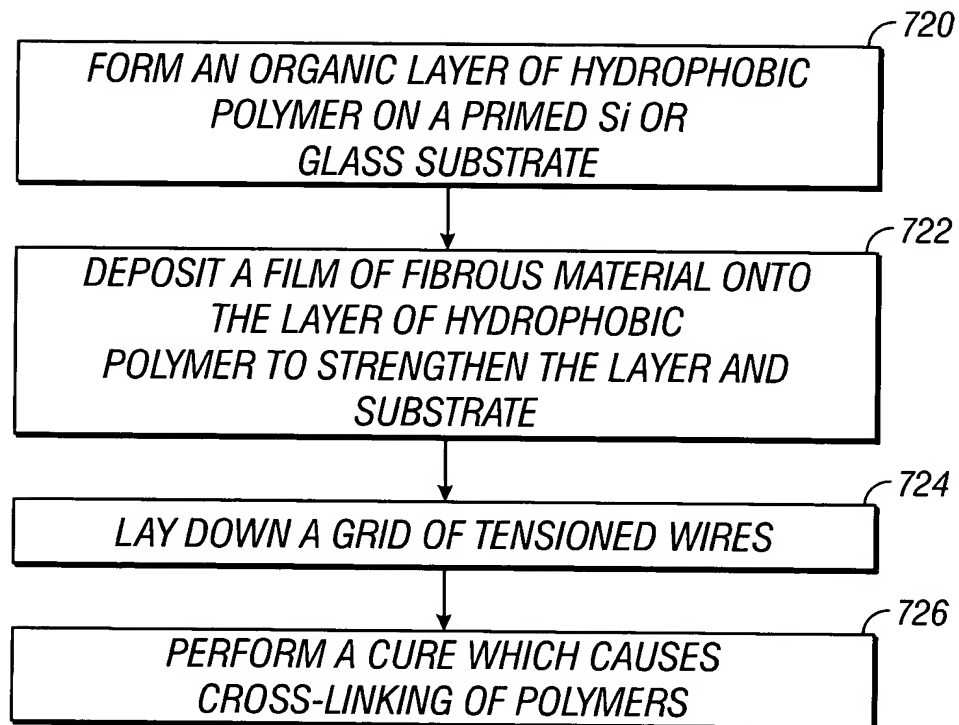 720
FORM AN ORGANIC LAYER OF HYDROPHOBIC
POLYMER ON A PRIMED Si OR
GLASS SUBSTRATE
722
DEPOSIT A FILM OF FIBROUS MATERIAL ONTO
THE LAYER OF HYDROPHOBIC
POLYMER TO STRENGTHEN THE LAYER AND
SUBSTRATE
724
LAY DOWN A GRID OF TENSIONED WIRES
726
PERFORM A CURE WHICH CAUSES
CROSS-LINKING OF POLYMERS